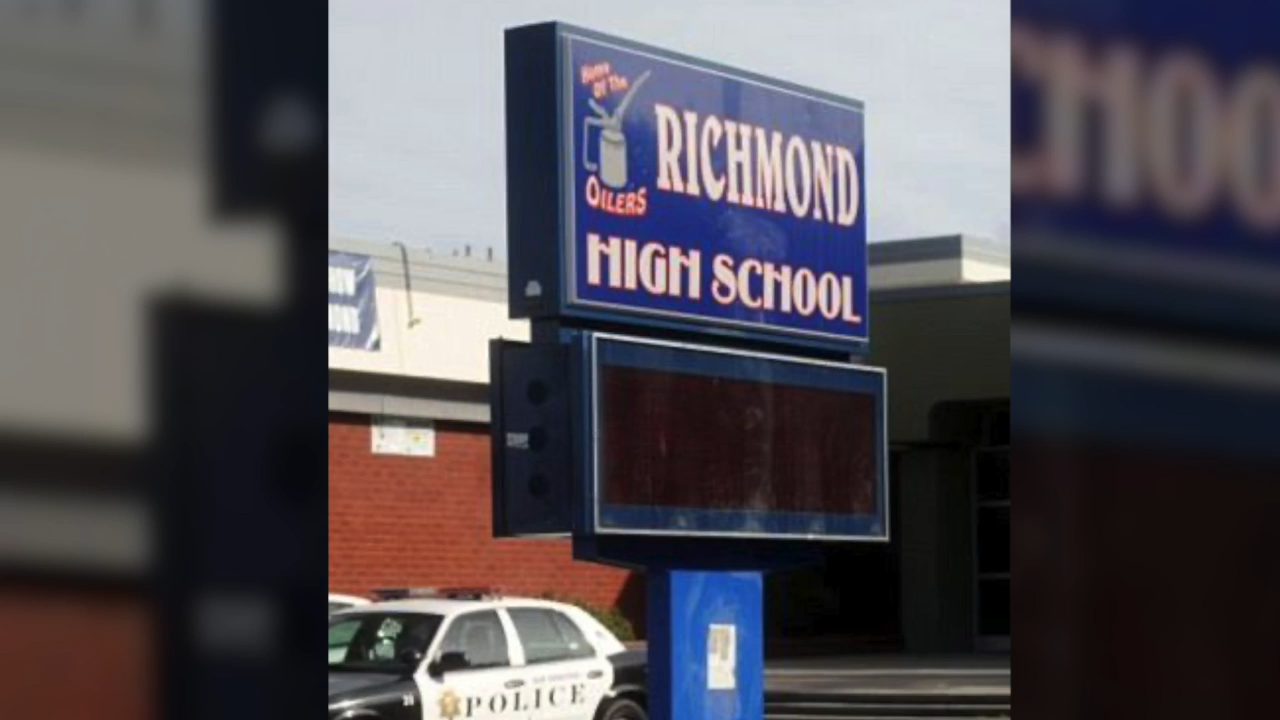 Home
Of The
OILERS
RICHMOND
HIGH SCHOOL
POLICE